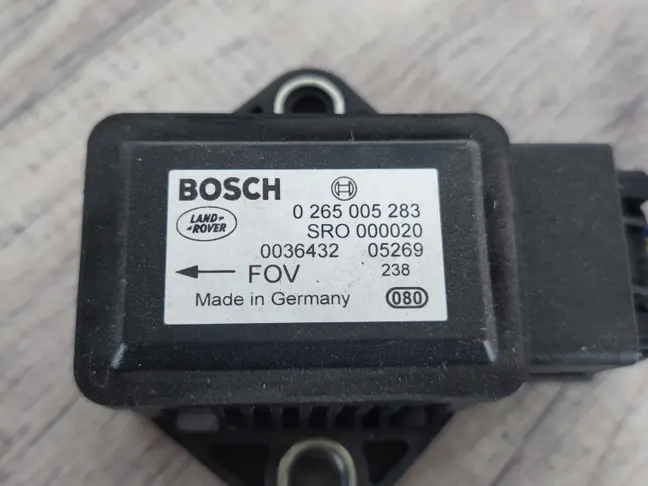 BOSCH
LAND ROVER
0 265 005 283
SRO 000020
0036432 05269
FOV 238
Made in Germany 080